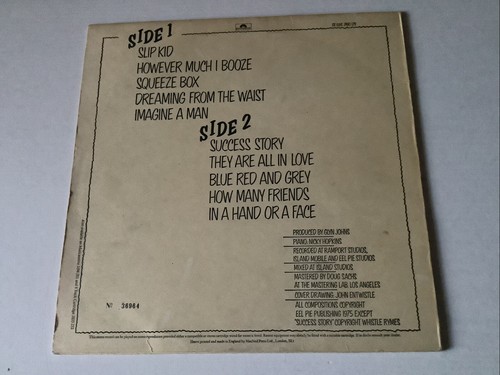 SIDE 1
SLIP KID
HOWEVER MUCH I BOOZE
SQUEEZE BOX
DREAMING FROM THE WAIST
IMAGINE A MAN
SIDE 2
SUCCESS STORY
THEY ARE ALL IN LOVE
BLUE RED AND GREY
HOW MANY FRIENDS
IN A HAND OR A FACE
PRODUCED BY GLYN JOHNS
PIANO: NICKY HOPKINS
RECORDED AT RAMPORT STUDIOS,
ISLAND MOBILE AND EEL PIE STUDIOS
MIXED AT ISLAND STUDIOS
MASTERED BY DOUG SACHS
AT THE MASTERING LAB, LOS ANGELES
COVER DRAWING: JOHN ENTWISTLE
ALL COMPOSITIONS COPYRIGHT
EEL PIE PUBLISHING 1975 EXCEPT
"SUCCESS STORY" COPYRIGHT WHISTLE RYMES
Nº 36964